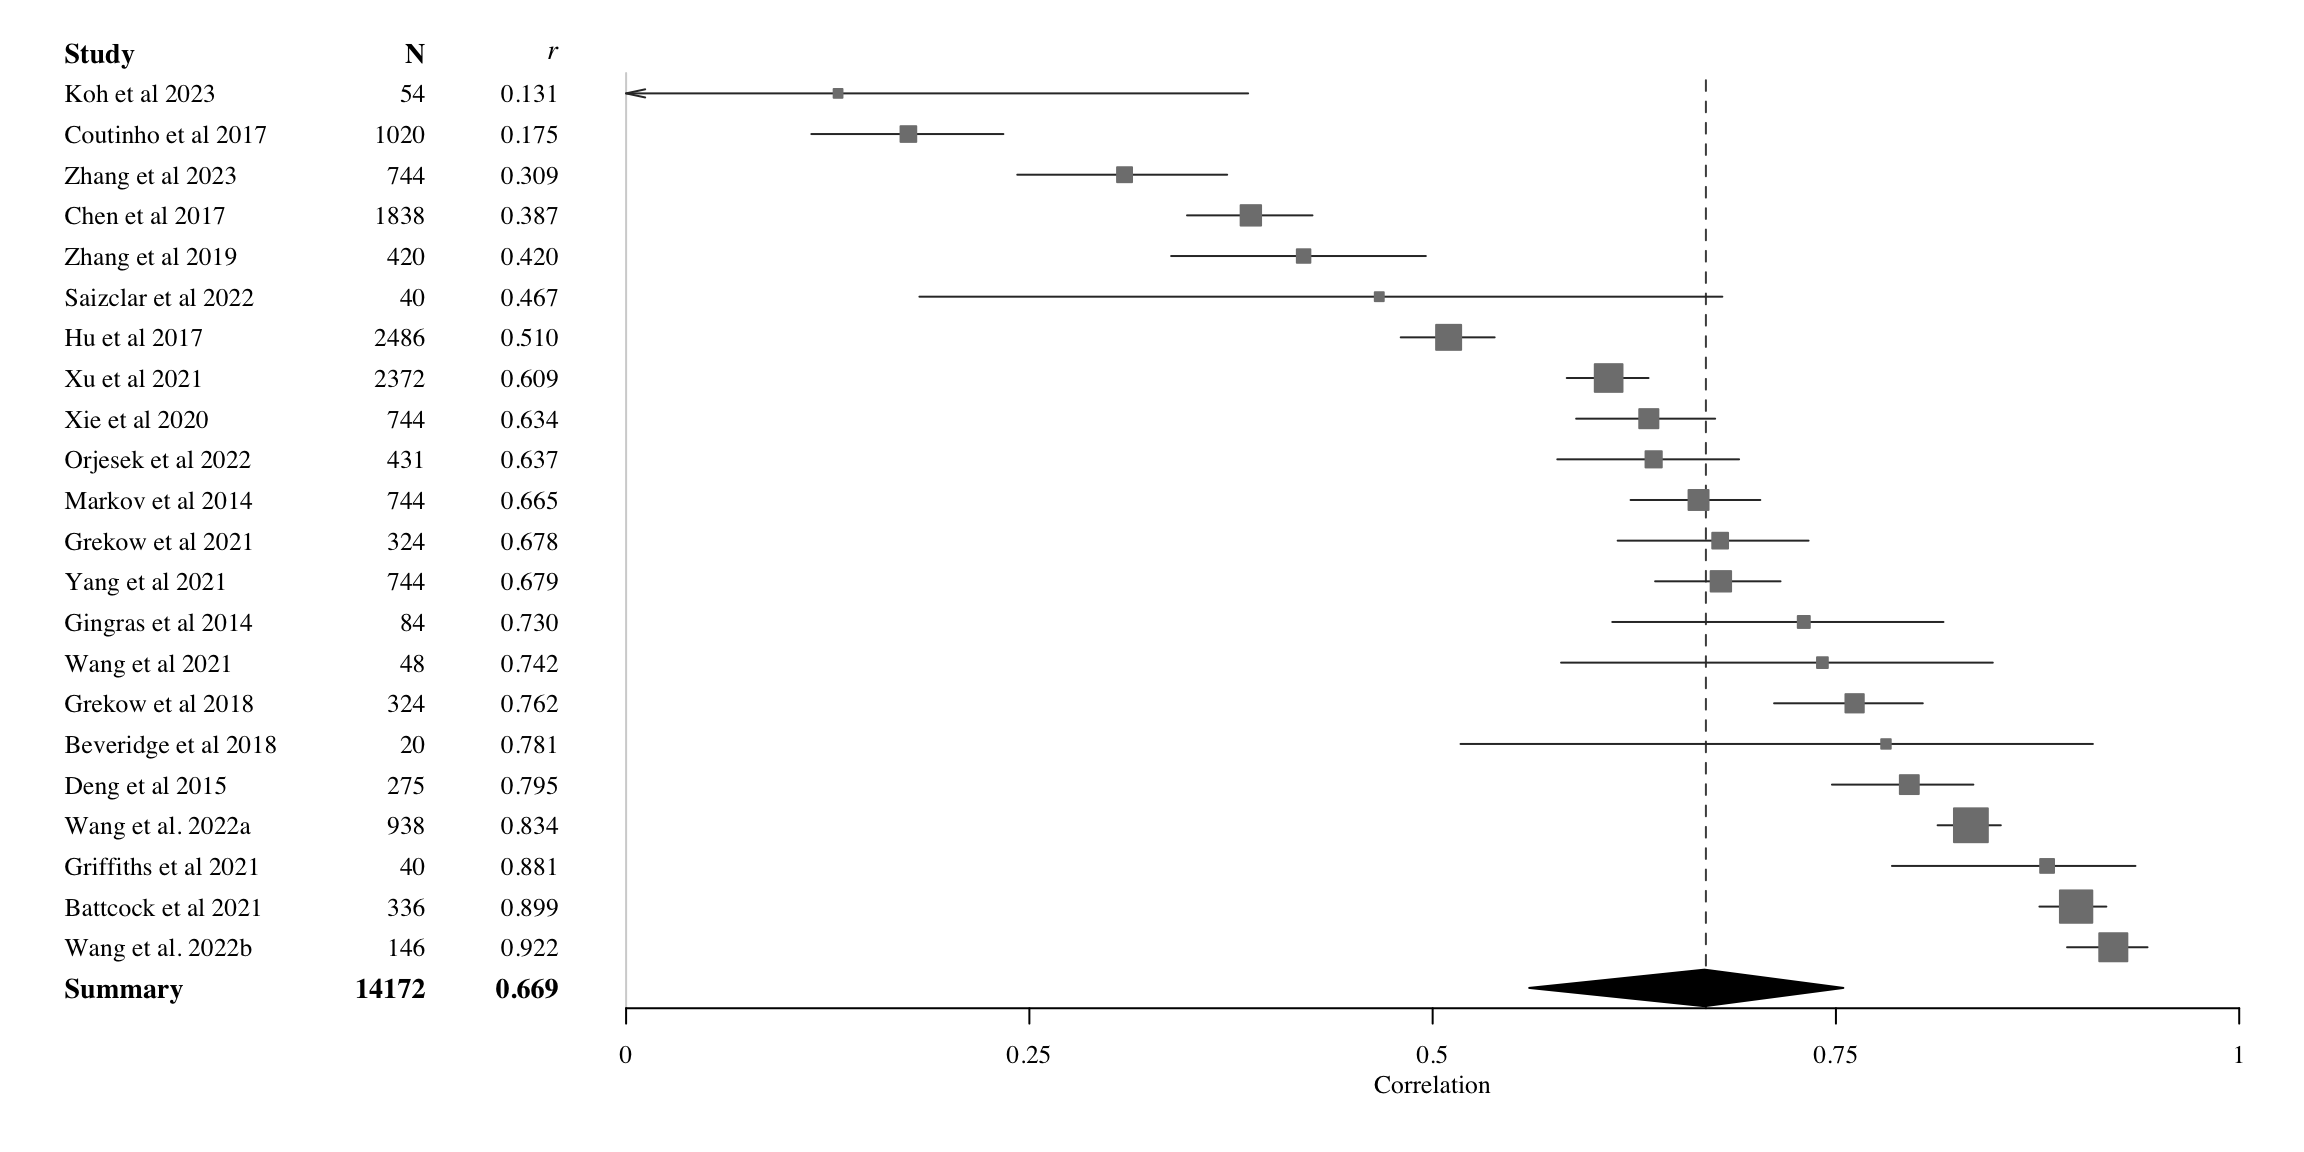 Study N r
Koh et al 2023 54 0.131
Coutinho et al 2017 1020 0.175
Zhang et al 2023 744 0.309
Chen et al 2017 1838 0.387
Zhang et al 2019 420 0.420
Saizclar et al 2022 40 0.467
Hu et al 2017 2486 0.510
Xu et al 2021 2372 0.609
Xie et al 2020 744 0.634
Orjesek et al 2022 431 0.637
Markov et al 2014 744 0.665
Grekow et al 2021 324 0.678
Yang et al 2021 744 0.679
Gingras et al 2014 84 0.730
Wang et al 2021 48 0.742
Grekow et al 2018 324 0.762
Beveridge et al 2018 20 0.781
Deng et al 2015 275 0.795
Wang et al. 2022a 938 0.834
Griffiths et al 2021 40 0.881
Battcock et al 2021 336 0.899
Wang et al. 2022b 146 0.922
Summary 14172 0.669
0 0.25 0.5 0.75 1
Correlation